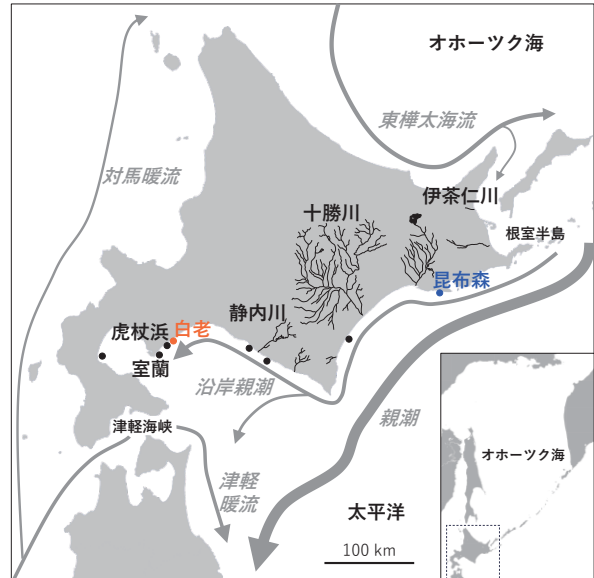 オホーツク海
東樺太海流
対馬暖流
伊茶仁川
十勝川
根室半島
昆布森
静内川
虎杖浜
白老
室蘭
沿岸親潮
親潮
津軽海峡
オホーツク海
津軽
暖流
太平洋
100 km